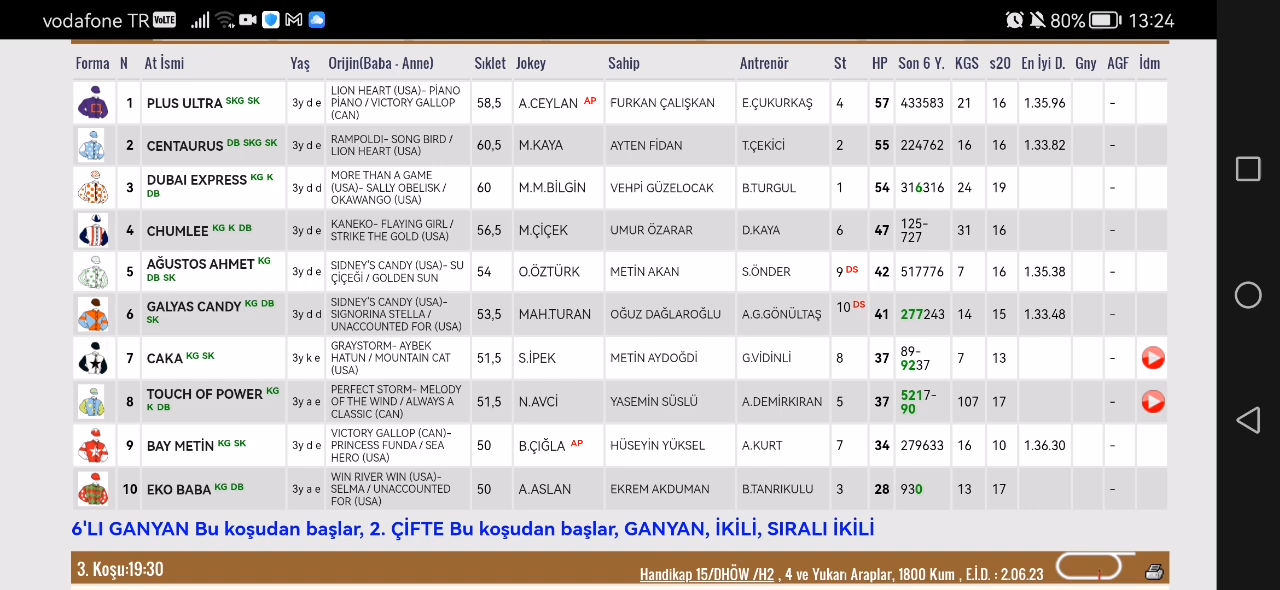 vodafone TR VoLTE 80% 13:24
Forma N At İsmi Yaş Orijin(Baba - Anne) Sıklet Jokey Sahip Antrenör St HP Son 6 Y. KGS s20 En İyi D. Gny AGF İdm
1 PLUS ULTRA SKG SK 3y d e LION HEART (USA)- PİANO PİANO / VICTORY GALLOP (CAN) 58,5 A.CEYLAN AP FURKAN ÇALIŞKAN E.ÇUKURKAŞ 4 57 433583 21 16 1.35.96 -
2 CENTAURUS DB SKG SK 3y d e RAMPOLDI- SONG BIRD / LION HEART (USA) 60,5 M.KAYA AYTEN FİDAN T.ÇEKİCİ 2 55 224762 16 16 1.33.82 -
3 DUBAI EXPRESS KG K DB 3y d d MORE THAN A GAME (USA)- SALLY OBELISK / OKAWANGO (USA) 60 M.M.BİLGİN VEHPİ GÜZELOCAK B.TURGUL 1 54 316316 24 19 -
4 CHUMLEE KG K DB 3y d e KANEKO- FLAYING GIRL / STRIKE THE GOLD (USA) 56,5 M.ÇİÇEK UMUR ÖZARAR D.KAYA 6 47 125-727 31 16 -
5 AĞUSTOS AHMET KG DB SK 3y d e SIDNEY'S CANDY (USA)- SU ÇİÇEĞİ / GOLDEN SUN 54 O.ÖZTÜRK METİN AKAN S.ÖNDER 9 DS 42 517776 7 16 1.35.38 -
6 GALYAS CANDY KG DB SK 3y d d SIDNEY'S CANDY (USA)- SIGNORINA STELLA / UNACCOUNTED FOR (USA) 53,5 MAH.TURAN OĞUZ DAĞLAROĞLU A.G.GÖNÜLTAŞ 10 DS 41 277243 14 15 1.33.48 -
7 CAKA KG SK 3y k e GRAYSTORM- AYBEK HATUN / MOUNTAIN CAT (USA) 51,5 S.İPEK METİN AYDOĞDİ G.VİDİNLİ 8 37 89-9237 7 13 -
8 TOUCH OF POWER KG K DB 3y a e PERFECT STORM- MELODY OF THE WIND / ALWAYS A CLASSIC (CAN) 51,5 N.AVCİ YASEMİN SÜSLÜ A.DEMİRKIRAN 5 37 5217-90 107 17 -
9 BAY METİN KG SK 3y d e VICTORY GALLOP (CAN)- PRINCESS FUNDA / SEA HERO (USA) 50 B.ÇIĞLA AP HÜSEYİN YÜKSEL A.KURT 7 34 279633 16 10 1.36.30 -
10 EKO BABA KG DB 3y a e WIN RIVER WIN (USA)- SELMA / UNACCOUNTED FOR (USA) 50 A.ASLAN EKREM AKDUMAN B.TANRIKULU 3 28 930 13 17 -
6'LI GANYAN Bu koşudan başlar, 2. ÇİFTE Bu koşudan başlar, GANYAN, İKİLİ, SIRALI İKİLİ
3. Koşu:19:30
Handikap 15/DHÖW /H2 , 4 ve Yukarı Araplar, 1800 Kum , E.İ.D. : 2.06.23